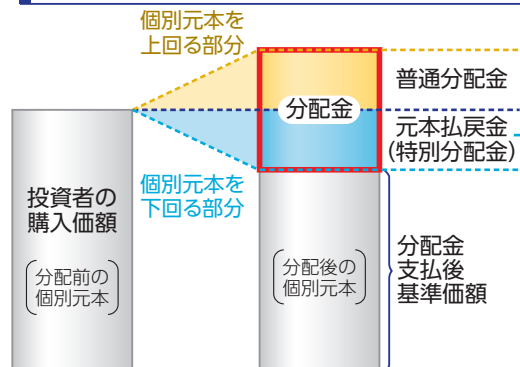 個別元本を
上回る部分
普通分配金
分配金
元本払戻金
(特別分配金)
個別元本を
下回る部分
投資者の
購入価額
分配前の
個別元本
分配後の
個別元本
分配金
支払後
基準価額